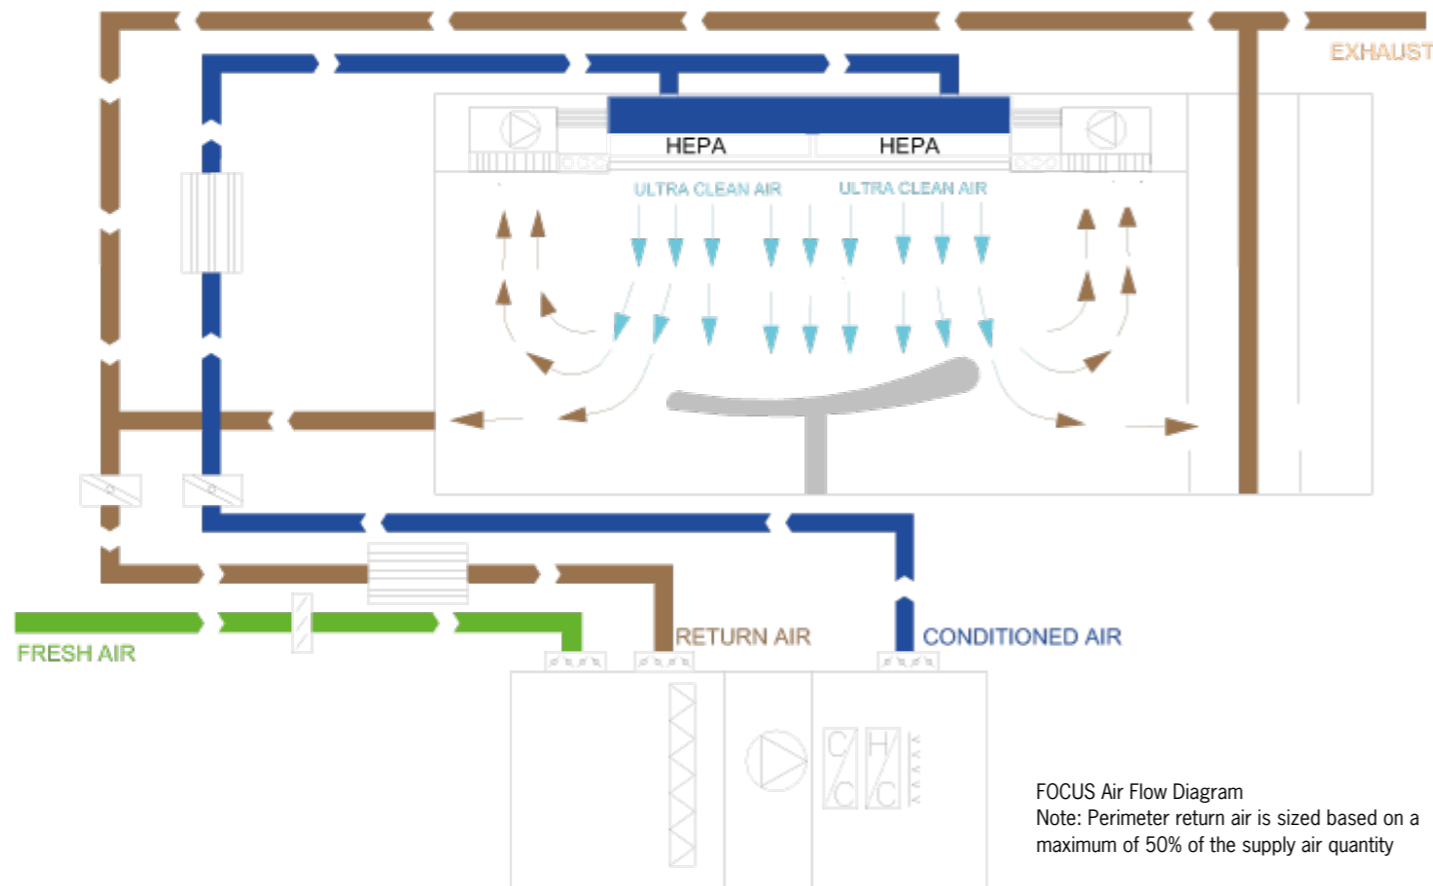 EXHAUST
HEPA
HEPA
ULTRA CLEAN AIR
ULTRA CLEAN AIR
FRESH AIR
RETURN AIR
CONDITIONED AIR
C
C
H
C
FOCUS Air Flow Diagram
Note: Perimeter return air is sized based on a
maximum of 50% of the supply air quantity